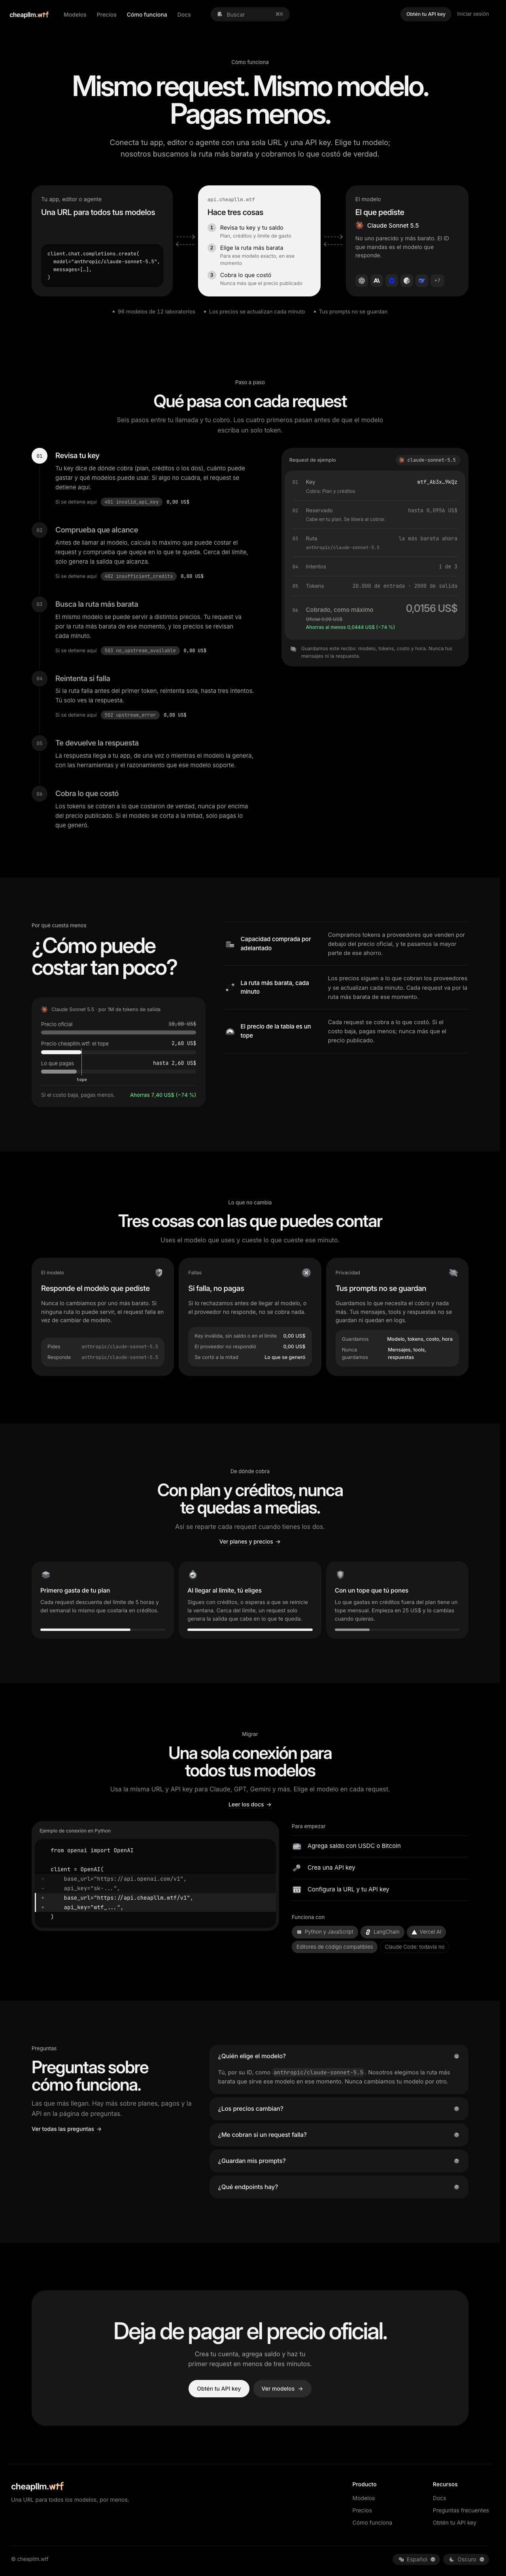 cheapllm.wtf
Modelos
Precios
Cómo funciona
Docs
Buscar
⌘K
Obtén tu API key
Iniciar sesión
Cómo funciona
Mismo request. Mismo modelo.
Pagas menos.
Conecta tu app, editor o agente con una sola URL y una API key. Elige tu modelo;
nosotros buscamos la ruta más barata y cobramos lo que costó de verdad.
Tu app, editor o agente
Una URL para todos tus modelos
client.chat.completions.create(
model="anthropic/claude-sonnet-5.5",
messages=[…],
)
api.cheapllm.wtf
Hace tres cosas
1 Revisa tu key y tu saldo
Plan, créditos y límite de gasto
2 Elige la ruta más barata
Para ese modelo exacto, en ese
momento
3 Cobra lo que costó
Nunca más que el precio publicado
El modelo
El que pediste
Claude Sonnet 5.5
No uno parecido y más barato. El ID
que mandas es el modelo que
responde.
+7
96 modelos de 12 laboratorios
Los precios se actualizan cada minuto
Tus prompts no se guardan
Paso a paso
Qué pasa con cada request
Seis pasos entre tu llamada y tu cobro. Los cuatro primeros pasan antes de que el modelo
escriba un solo token.
01
Revisa tu key
Tu key dice de dónde cobra (plan, créditos o los dos), cuánto puede
gastar y qué modelos puede usar. Si algo no cuadra, el request se
detiene aquí.
Si se detiene aquí 401 invalid_api_key 0,00 US$
02
Comprueba que alcance
Antes de llamar al modelo, calcula lo máximo que puede costar el
request y comprueba que quepa en lo que te queda. Cerca del límite,
solo genera la salida que alcanza.
Si se detiene aquí 402 insufficient_credits 0,00 US$
03
Busca la ruta más barata
El mismo modelo se puede servir a distintos precios. Tu request va
por la ruta más barata de ese momento, y los precios se revisan
cada minuto.
Si se detiene aquí 503 no_upstream_available 0,00 US$
04
Reintenta si falla
Si la ruta falla antes del primer token, reintenta sola, hasta tres intentos.
Tú solo ves la respuesta.
Si se detiene aquí 502 upstream_error 0,00 US$
05
Te devuelve la respuesta
La respuesta llega a tu app, de una vez o mientras el modelo la genera,
con las herramientas y el razonamiento que ese modelo soporte.
06
Cobra lo que costó
Los tokens se cobran a lo que costaron de verdad, nunca por encima
del precio publicado. Si el modelo se corta a la mitad, solo pagas lo
que generó.
Request de ejemplo
claude-sonnet-5.5
01 Key wtf_Ab3x…9kQz
Cobra: Plan y créditos
02 Reservado hasta 0,0956 US$
Cabe en tu plan. Se libera al cobrar.
03 Ruta la más barata ahora
anthropic/claude-sonnet-5.5
04 Intentos 1 de 3
05 Tokens 20.000 de entrada · 2000 de salida
06 Cobrado, como máximo 0,0156 US$
Oficial 0,06 US$
Ahorras al menos 0,0444 US$ (−74 %)
Guardamos este recibo: modelo, tokens, costo y hora. Nunca tus
mensajes ni la respuesta.
Por qué cuesta menos
¿Cómo puede
costar tan poco?
Claude Sonnet 5.5 · por 1M de tokens de salida
Precio oficial 10,00 US$
Precio cheapllm.wtf: el tope 2,60 US$
Lo que pagas hasta 2,60 US$
tope
Si el costo baja, pagas menos. Ahorras 7,40 US$ (−74 %)
Capacidad comprada por
adelantado
Compramos tokens a proveedores que venden por
debajo del precio oficial, y te pasamos la mayor
parte de ese ahorro.
La ruta más barata, cada
minuto
Los precios siguen a lo que cobran los proveedores
y se actualizan cada minuto. Cada request va por la
ruta más barata de ese momento.
El precio de la tabla es un
tope
Cada request se cobra a lo que costó. Si el
costo baja, pagas menos; nunca más que el
precio publicado.
Lo que no cambia
Tres cosas con las que puedes contar
Uses el modelo que uses y cueste lo que cueste ese minuto.
El modelo
Responde el modelo que pediste
Nunca lo cambiamos por uno más barato. Si
ninguna ruta lo puede servir, el request falla en
vez de cambiar de modelo.
Pides anthropic/claude-sonnet-5.5
Responde anthropic/claude-sonnet-5.5
Fallas
Si falla, no pagas
Si lo rechazamos antes de llegar al modelo, o
el proveedor no responde, no se cobra nada.
Key inválida, sin saldo o en el límite 0,00 US$
El proveedor no respondió 0,00 US$
Se cortó a la mitad Lo que se generó
Privacidad
Tus prompts no se guardan
Guardamos lo que necesita el cobro y nada
más. Tus mensajes, tools y respuestas no se
guardan ni quedan en logs.
Guardamos Modelo, tokens, costo, hora
Nunca
guardamos
Mensajes, tools,
respuestas
De dónde cobra
Con plan y créditos, nunca
te quedas a medias.
Así se reparte cada request cuando tienes los dos.
Ver planes y precios →
Primero gasta de tu plan
Cada request descuenta del límite de 5 horas y
del semanal lo mismo que costaría en créditos.
Al llegar al límite, tú eliges
Sigues con créditos, o esperas a que se reinicie
la ventana. Cerca del límite, un request solo
genera la salida que cabe en lo que te queda.
Con un tope que tú pones
Lo que gastas en créditos fuera del plan tiene un
tope mensual. Empieza en 25 US$ y lo cambias
cuando quieras.
Migrar
Una sola conexión para
todos tus modelos
Usa la misma URL y API key para Claude, GPT, Gemini y más. Elige el modelo en cada request.
Leer los docs →
Ejemplo de conexión en Python
from openai import OpenAI
client = OpenAI(
- base_url="https://api.openai.com/v1",
- api_key="sk-...",
+ base_url="https://api.cheapllm.wtf/v1",
+ api_key="wtf_...",
)
Para empezar
Agrega saldo con USDC o Bitcoin
Crea una API key
Configura la URL y tu API key
Funciona con
Python y JavaScript
LangChain
Vercel AI
Editores de código compatibles
Claude Code: todavía no
Preguntas
Preguntas sobre
cómo funciona.
Las que más llegan. Hay más sobre planes, pagos y la
API en la página de preguntas.
Ver todas las preguntas →
¿Quién elige el modelo?
Tú, por su ID, como anthropic/claude-sonnet-5.5. Nosotros elegimos la ruta más
barata que sirve ese modelo en ese momento. Nunca cambiamos tu modelo por otro.
¿Los precios cambian?
¿Me cobran si un request falla?
¿Guardan mis prompts?
¿Qué endpoints hay?
Deja de pagar el precio oficial.
Crea tu cuenta, agrega saldo y haz tu
primer request en menos de tres minutos.
Obtén tu API key
Ver modelos →
cheapllm.wtf
Una URL para todos los modelos, por menos.
Producto
Modelos
Precios
Cómo funciona
Recursos
Docs
Preguntas frecuentes
Obtén tu API key
© cheapllm.wtf
Español
Oscuro